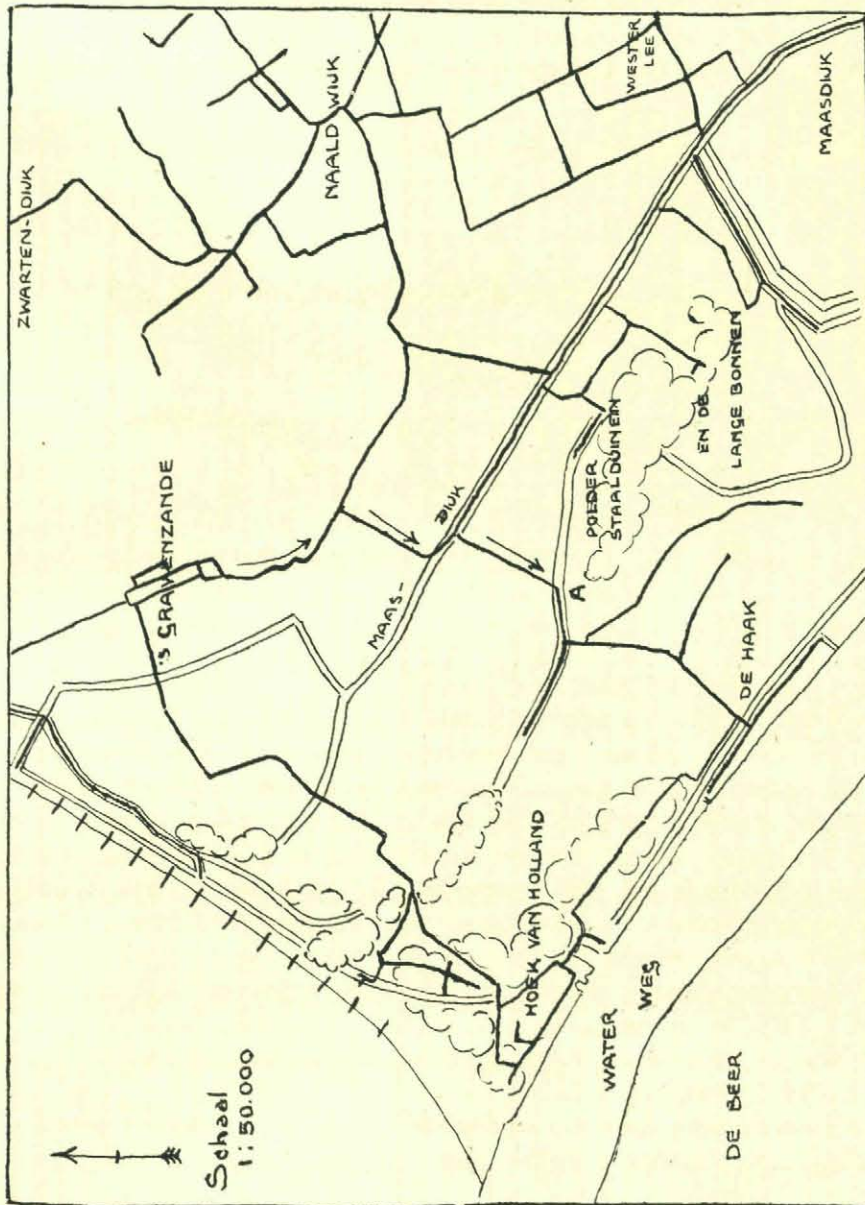 ZWARTEN-DIJK
NAALDWIJK
WESTER
LEE
MAASDIJK
'S GRAVENZANDE
MAAS-
DIJK
POEDER
STAALDUINEN
EN DE
LANGE BONNEN
A
DE HAAK
HOEK VAN HOLLAND
WATER WEG
DE BEER
Schaal
1:50.000